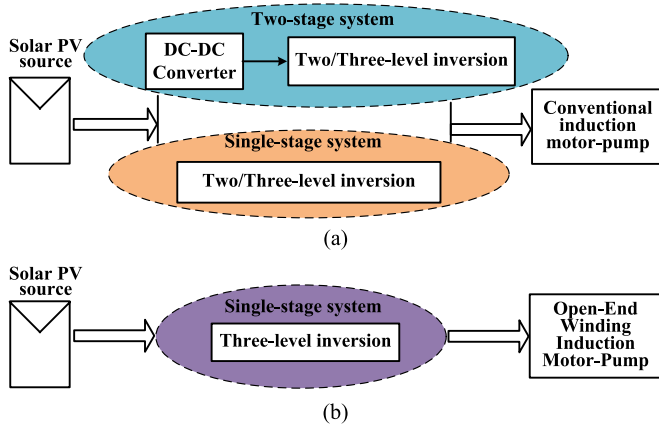 Two-stage system
Solar PV
source
DC-DC
Converter
Two/Three-level inversion
Conventional
induction
motor-pump
Single-stage system
Two/Three-level inversion
(a)
Solar PV
source
Single-stage system
Three-level inversion
Open-End
Winding
Induction
Motor-Pump
(b)